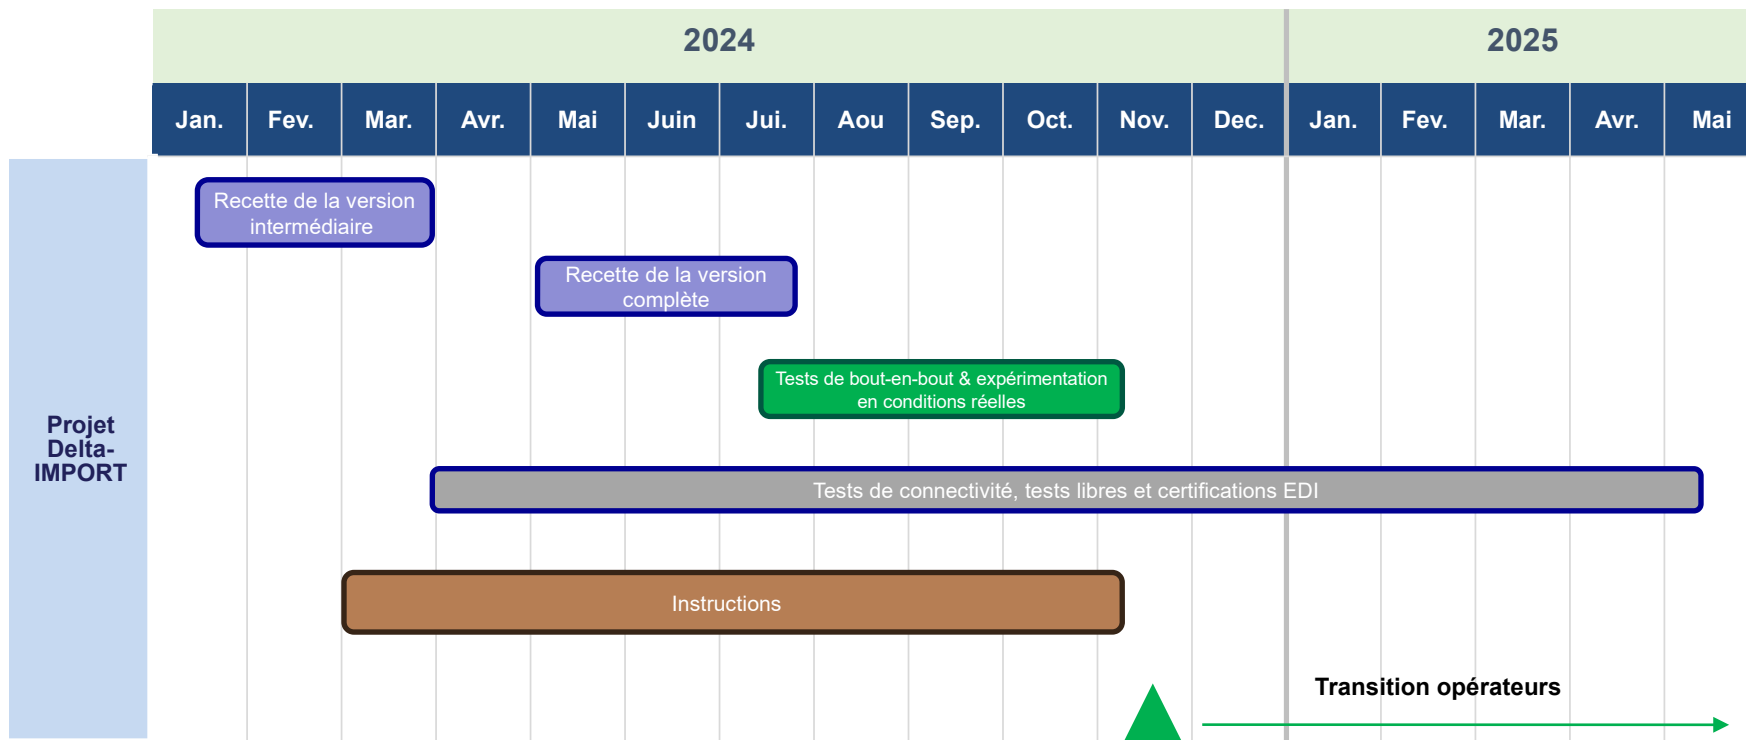 2024
2025
Jan.
Fev.
Mar.
Avr.
Mai
Juin
Jui.
Aou
Sep.
Oct.
Nov.
Dec.
Jan.
Fev.
Mar.
Avr.
Mai
Projet
Delta-
IMPORT
Recette de la version
intermédiaire
Recette de la version
complète
Tests de bout-en-bout & expérimentation
en conditions réelles
Tests de connectivité, tests libres et certifications EDI
Instructions
Transition opérateurs